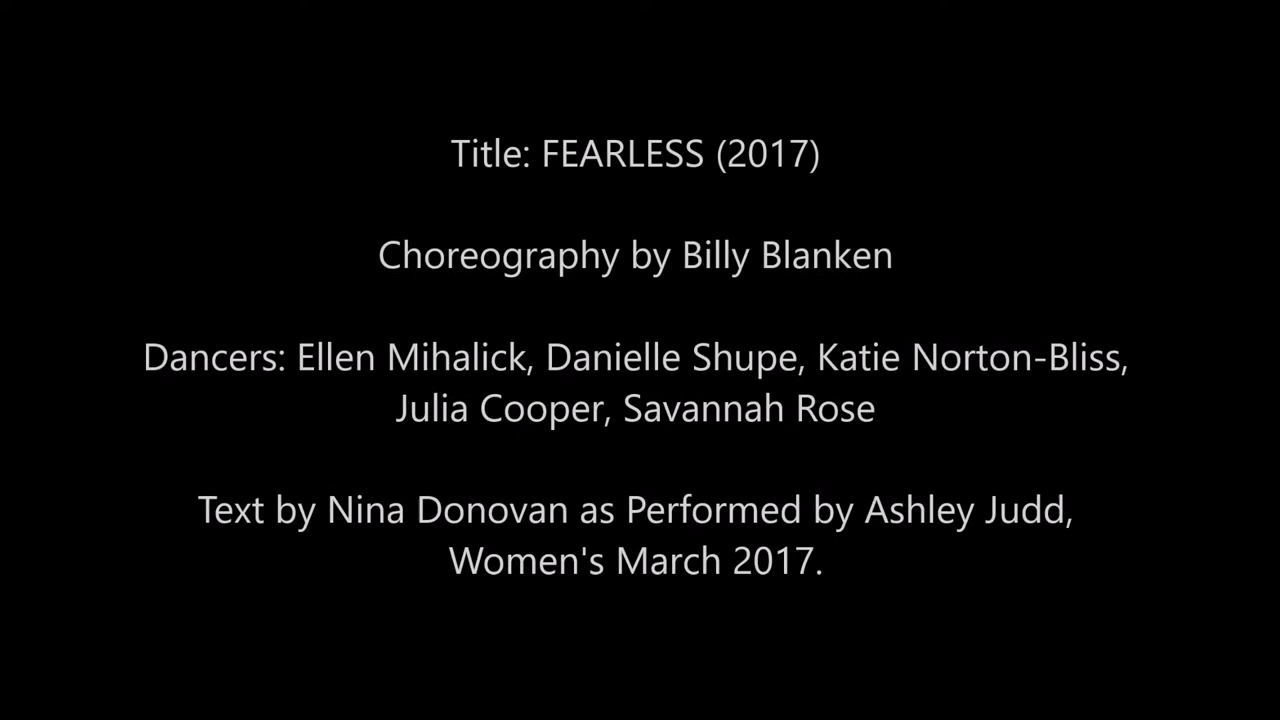 Title: FEARLESS (2017)
Choreography by Billy Blanken
Dancers: Ellen Mihalick, Danielle Shupe, Katie Norton-Bliss,
Julia Cooper, Savannah Rose
Text by Nina Donovan as Performed by Ashley Judd,
Women's March 2017.